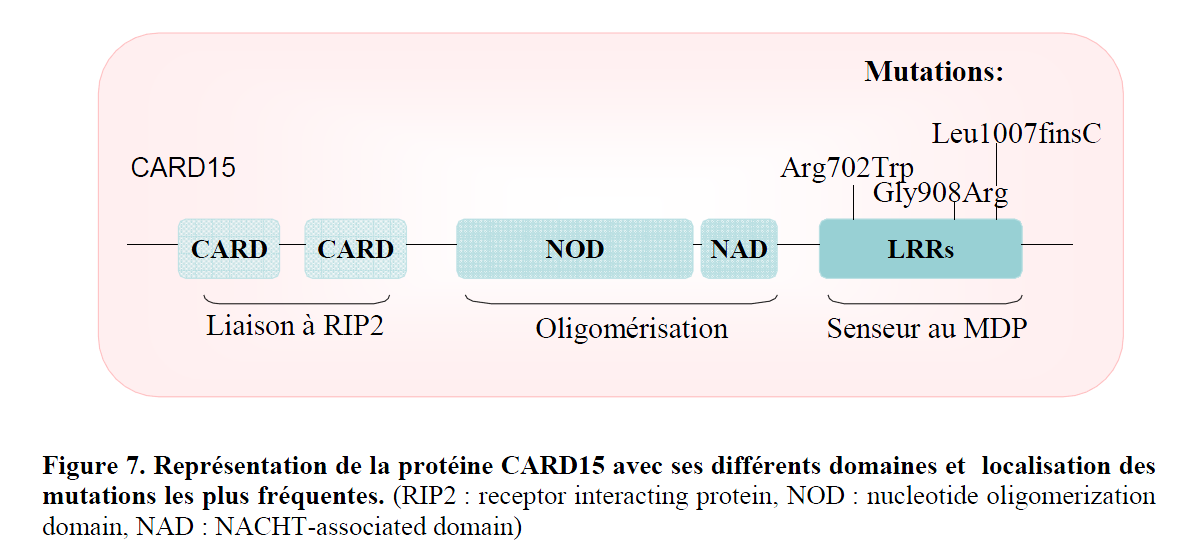 Mutations:
Leu1007finsC
CARD15
Arg702Trp
Gly908Arg
CARD
CARD
NOD
NAD
LRRs
Liaison à RIP2
Oligomérisation
Senseur au MDP
Figure 7. Représentation de la protéine CARD15 avec ses différents domaines et localisation des
mutations les plus fréquentes. (RIP2 : receptor interacting protein, NOD : nucleotide oligomerization
domain, NAD : NACHT-associated domain)